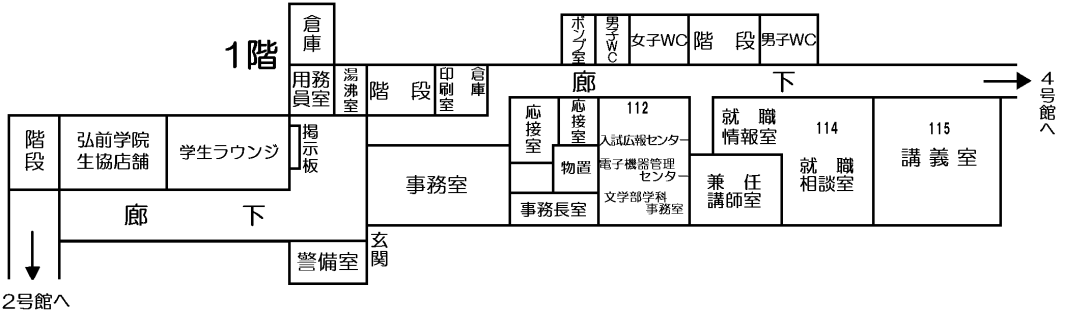 1階
倉庫
ポンプ室
男子WC
女子WC
階 段
男子WC
用務員室
湯沸室
階 段
印刷室
倉庫
廊 下
4号館へ
階段
弘前学院
生協店舗
学生ラウンジ
掲示板
事務室
応接室
応接室
物置
事務長室
112
入試広報センター
電子機器管理
センター
文学部学科
事務室
就 職
情報室
兼 任
講師室
114
就 職
相談室
115
講義室
廊 下
警備室
玄関
2号館へ